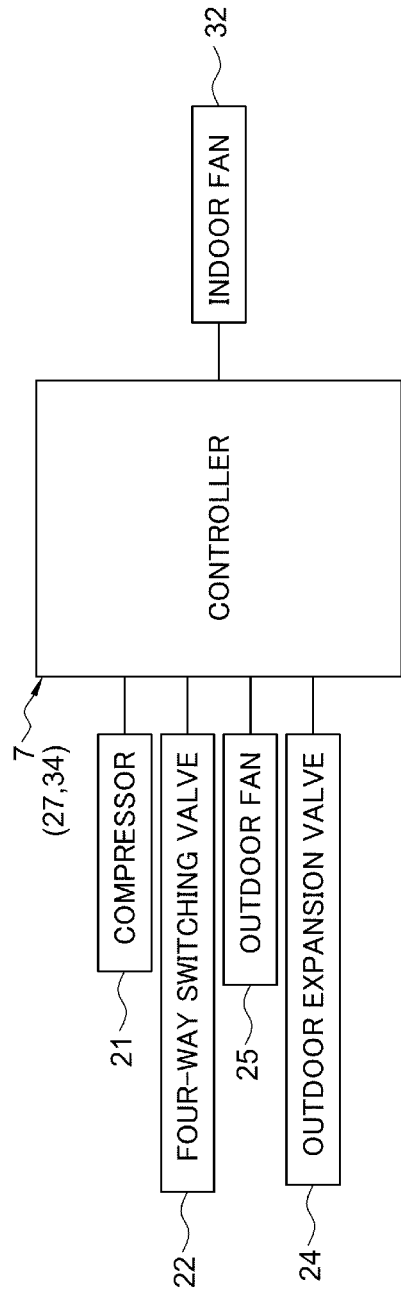 7
(27,34)
COMPRESSOR
21
FOUR-WAY SWITCHING VALVE
22
OUTDOOR FAN
25
OUTDOOR EXPANSION VALVE
24
CONTROLLER
INDOOR FAN
32